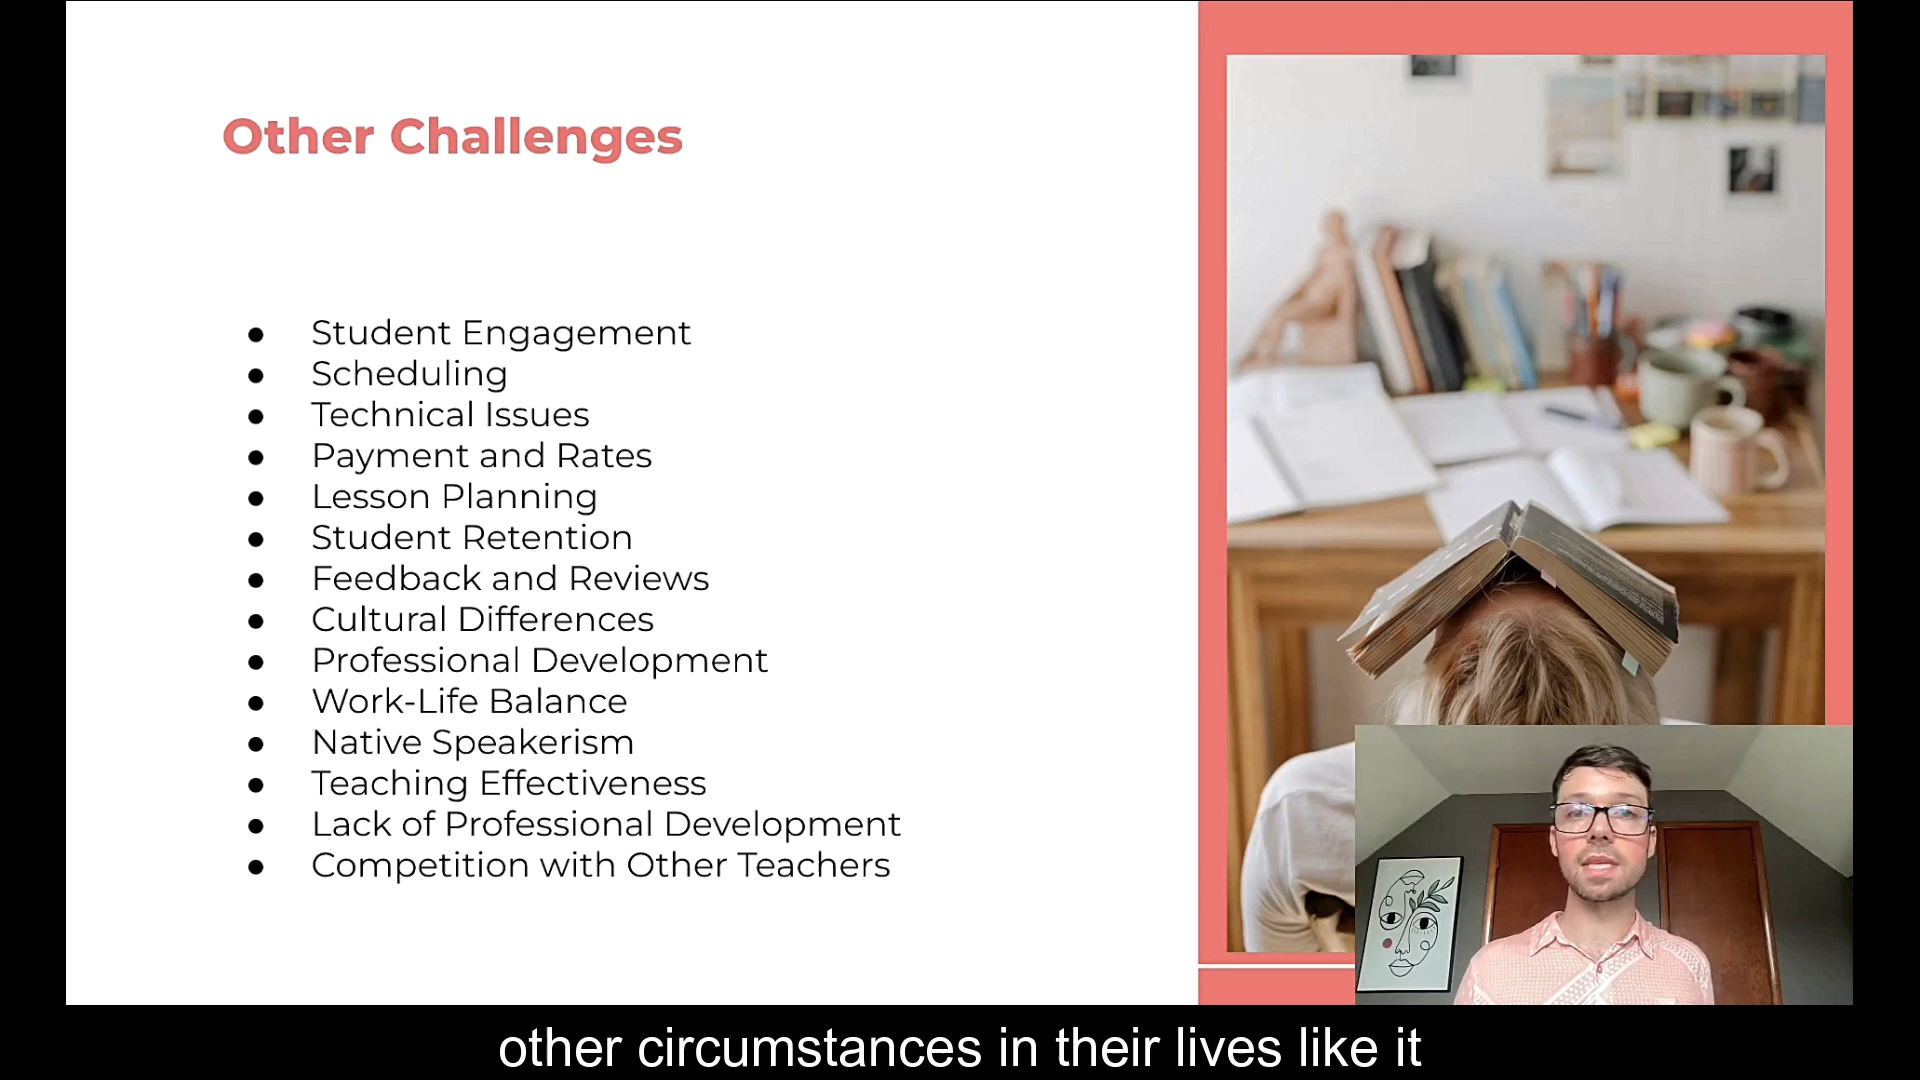 Other Challenges
● Student Engagement
● Scheduling
● Technical Issues
● Payment and Rates
● Lesson Planning
● Student Retention
● Feedback and Reviews
● Cultural Differences
● Professional Development
● Work-Life Balance
● Native Speakerism
● Teaching Effectiveness
● Lack of Professional Development
● Competition with Other Teachers
other circumstances in their lives like it